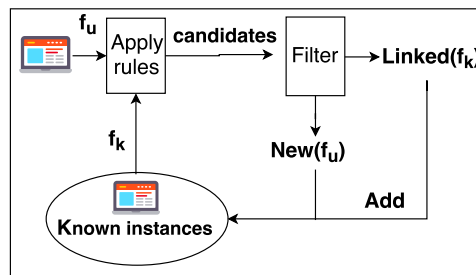 f_u
Apply
rules
candidates
Filter
Linked(f_k)
f_k
New(f_u)
Add
Known instances